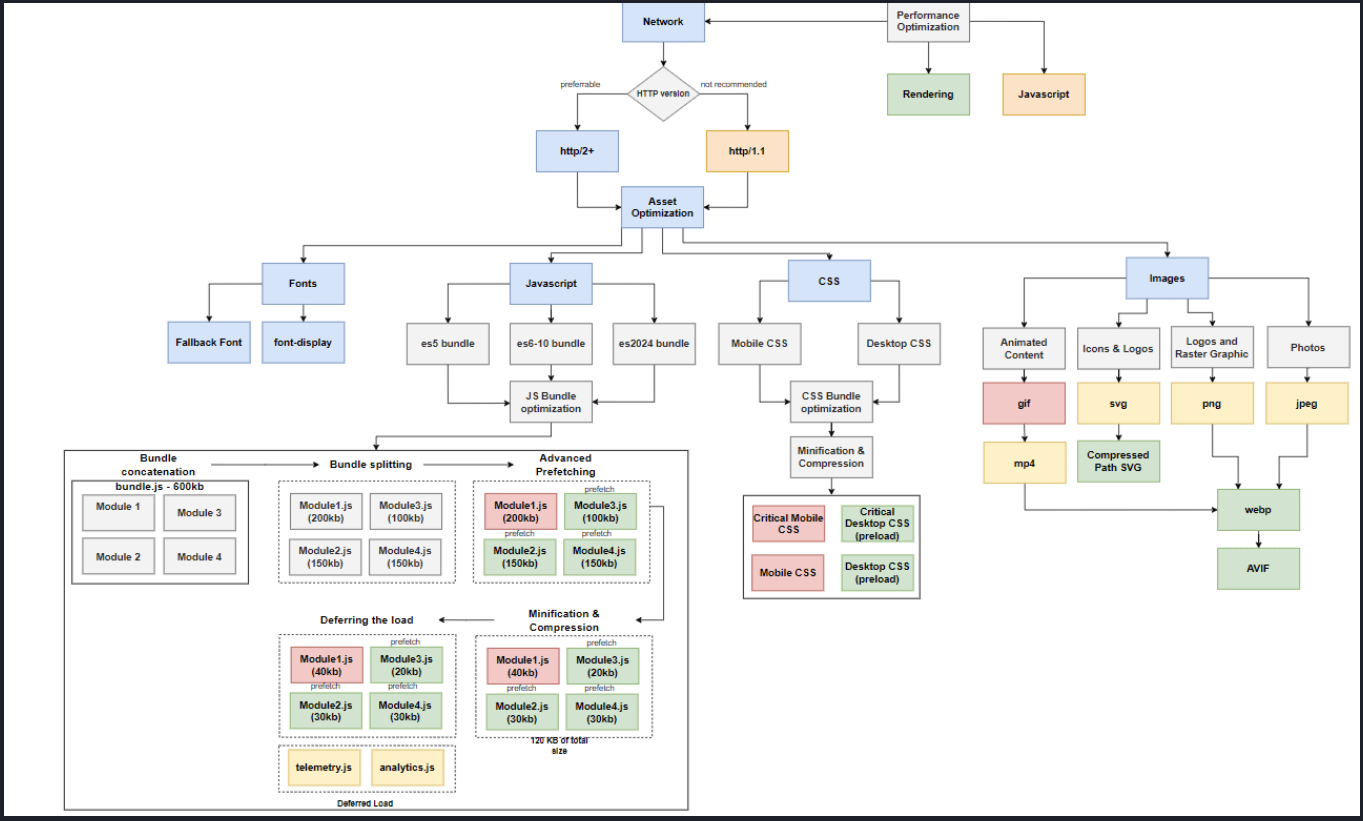 Performance
Optimization
Network
Rendering
Javascript
preferrable
HTTP version
not recommended
http/2+
http/1.1
Asset
Optimization
Fonts
Javascript
CSS
Images
Fallback Font
font-display
es5 bundle
es6-10 bundle
es2024 bundle
Mobile CSS
Desktop CSS
Animated
Content
Icons & Logos
Logos and
Raster Graphic
Photos
JS Bundle
optimization
CSS Bundle
optimization
gif
svg
png
jpeg
Minification &
Compression
mp4
Compressed
Path SVG
webp
AVIF
Critical Mobile
CSS
Critical
Desktop CSS
(preload)
Mobile CSS
Desktop CSS
(preload)
Bundle
concatenation
Bundle splitting
Advanced
Prefetching
bundle.js - 600kb
Module 1
Module 3
Module 2
Module 4
Module1.js
(200kb)
Module3.js
(100kb)
Module2.js
(150kb)
Module4.js
(150kb)
prefetch
Module1.js
(200kb)
Module3.js
(100kb)
prefetch
prefetch
Module2.js
(150kb)
Module4.js
(150kb)
Minification &
Compression
prefetch
Module1.js
(40kb)
Module3.js
(20kb)
prefetch
prefetch
Module2.js
(30kb)
Module4.js
(30kb)
120 KB of total
size
Deferring the load
prefetch
Module1.js
(40kb)
Module3.js
(20kb)
prefetch
prefetch
Module2.js
(30kb)
Module4.js
(30kb)
telemetry.js
analytics.js
Deferred Load